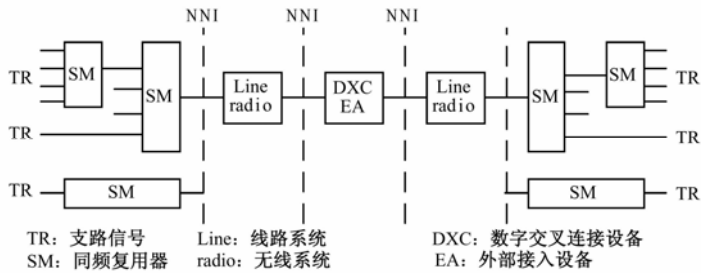 NNI NNI NNI
TR SM SM Line radio DXC EA Line radio SM SM TR
TR TR
TR SM SM TR
TR：支路信号 Line：线路系统 DXC：数字交叉连接设备
SM：同频复用器 radio：无线系统 EA：外部接入设备